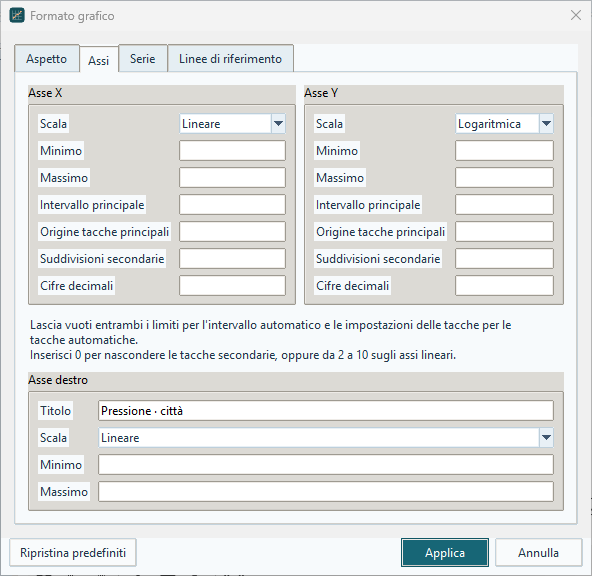 Formato grafico
Aspetto
Assi
Serie
Linee di riferimento
Asse X
Scala
Lineare
Minimo
Massimo
Intervallo principale
Origine tacche principali
Suddivisioni secondarie
Cifre decimali
Asse Y
Scala
Logaritmica
Minimo
Massimo
Intervallo principale
Origine tacche principali
Suddivisioni secondarie
Cifre decimali
Lascia vuoti entrambi i limiti per l'intervallo automatico e le impostazioni delle tacche per le
tacche automatiche.
Inserisci 0 per nascondere le tacche secondarie, oppure da 2 a 10 sugli assi lineari.
Asse destro
Titolo
Pressione · città
Scala
Lineare
Minimo
Massimo
Ripristina predefiniti
Applica
Annulla